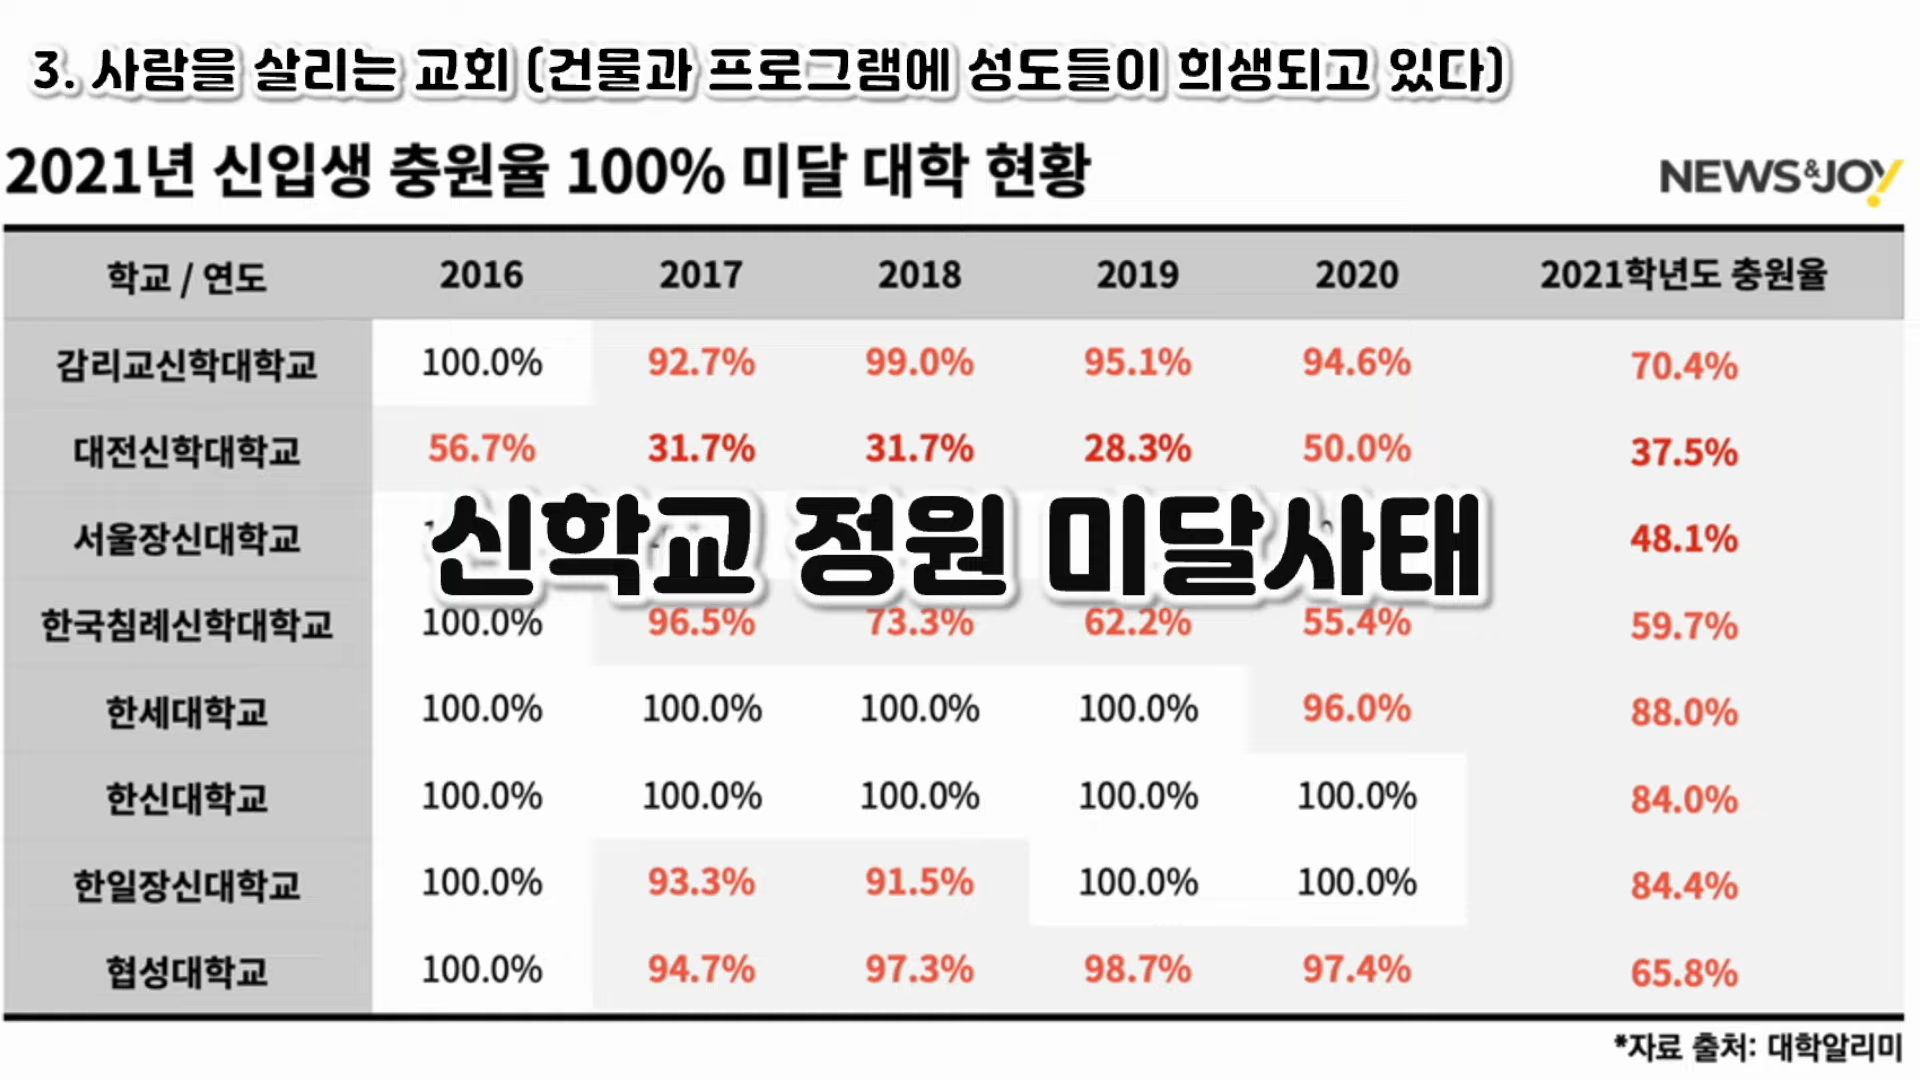 3. 사람을 살리는 교회 (건물과 프로그램에 성도들이 희생되고 있다)
2021년 신입생 충원율 100% 미달 대학 현황
NEWS&JOY
학교 / 연도 2016 2017 2018 2019 2020 2021학년도 충원율
감리교신학대학교 100.0% 92.7% 99.0% 95.1% 94.6% 70.4%
대전신학대학교 56.7% 31.7% 31.7% 28.3% 50.0% 37.5%
서울장신대학교 48.1%
신학교 정원 미달사태
한국침례신학대학교 100.0% 96.5% 73.3% 62.2% 55.4% 59.7%
한세대학교 100.0% 100.0% 100.0% 100.0% 96.0% 88.0%
한신대학교 100.0% 100.0% 100.0% 100.0% 100.0% 84.0%
한일장신대학교 100.0% 93.3% 91.5% 100.0% 100.0% 84.4%
협성대학교 100.0% 94.7% 97.3% 98.7% 97.4% 65.8%
*자료 출처: 대학알리미